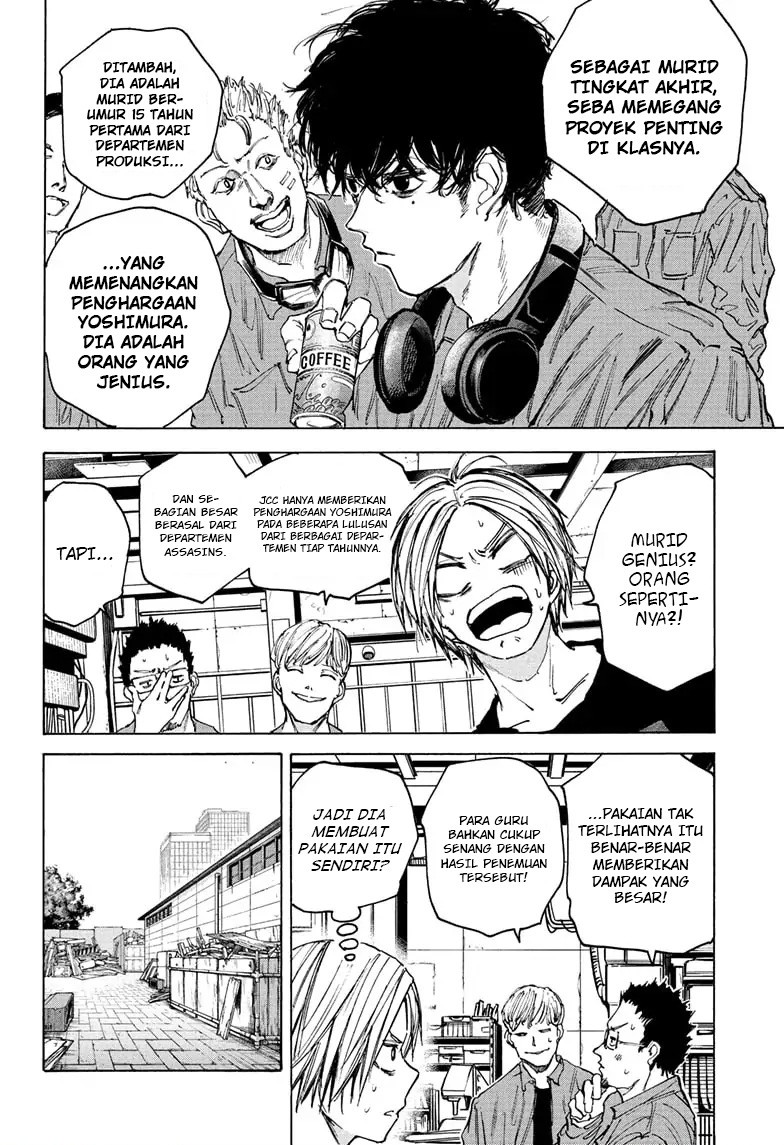 SEBAGAI MURID
TINGKAT AKHIR,
SEBA MEMEGANG
PROYEK PENTING
DI KLASNYA.
DITAMBAH,
DIA ADALAH
MURID BER-
UMUR 15 TAHUN
PERTAMA DARI
DEPARTEMEN
PRODUKSI...
...YANG
MEMENANGKAN
PENGHARGAAN
YOSHIMURA.
DIA ADALAH
ORANG YANG
JENIUS.
COFFEE
MURID
GENIUS?
ORANG
SEPERTI-
NYA?!
JCC HANYA MEMBERIKAN
PENGHARGAAN YOSHIMURA
PADA BEBERAPA LULUSAN
DARI BERBAGAI DEPAR-
TEMEN TIAP TAHUNNYA.
DAN SE-
BAGIAN BESAR
BERASAL DARI
DEPARTEMEN
ASSASINS.
TAPI...
...PAKAIAN TAK
TERLIHATNYA ITU
BENAR-BENAR
MEMBERIKAN
DAMPAK YANG
BESAR!
PARA GURU
BAHKAN CUKUP
SENANG DENGAN
HASIL PENEMUAN
TERSEBUT!
JADI DIA
MEMBUAT
PAKAIAN ITU
SENDIRI?